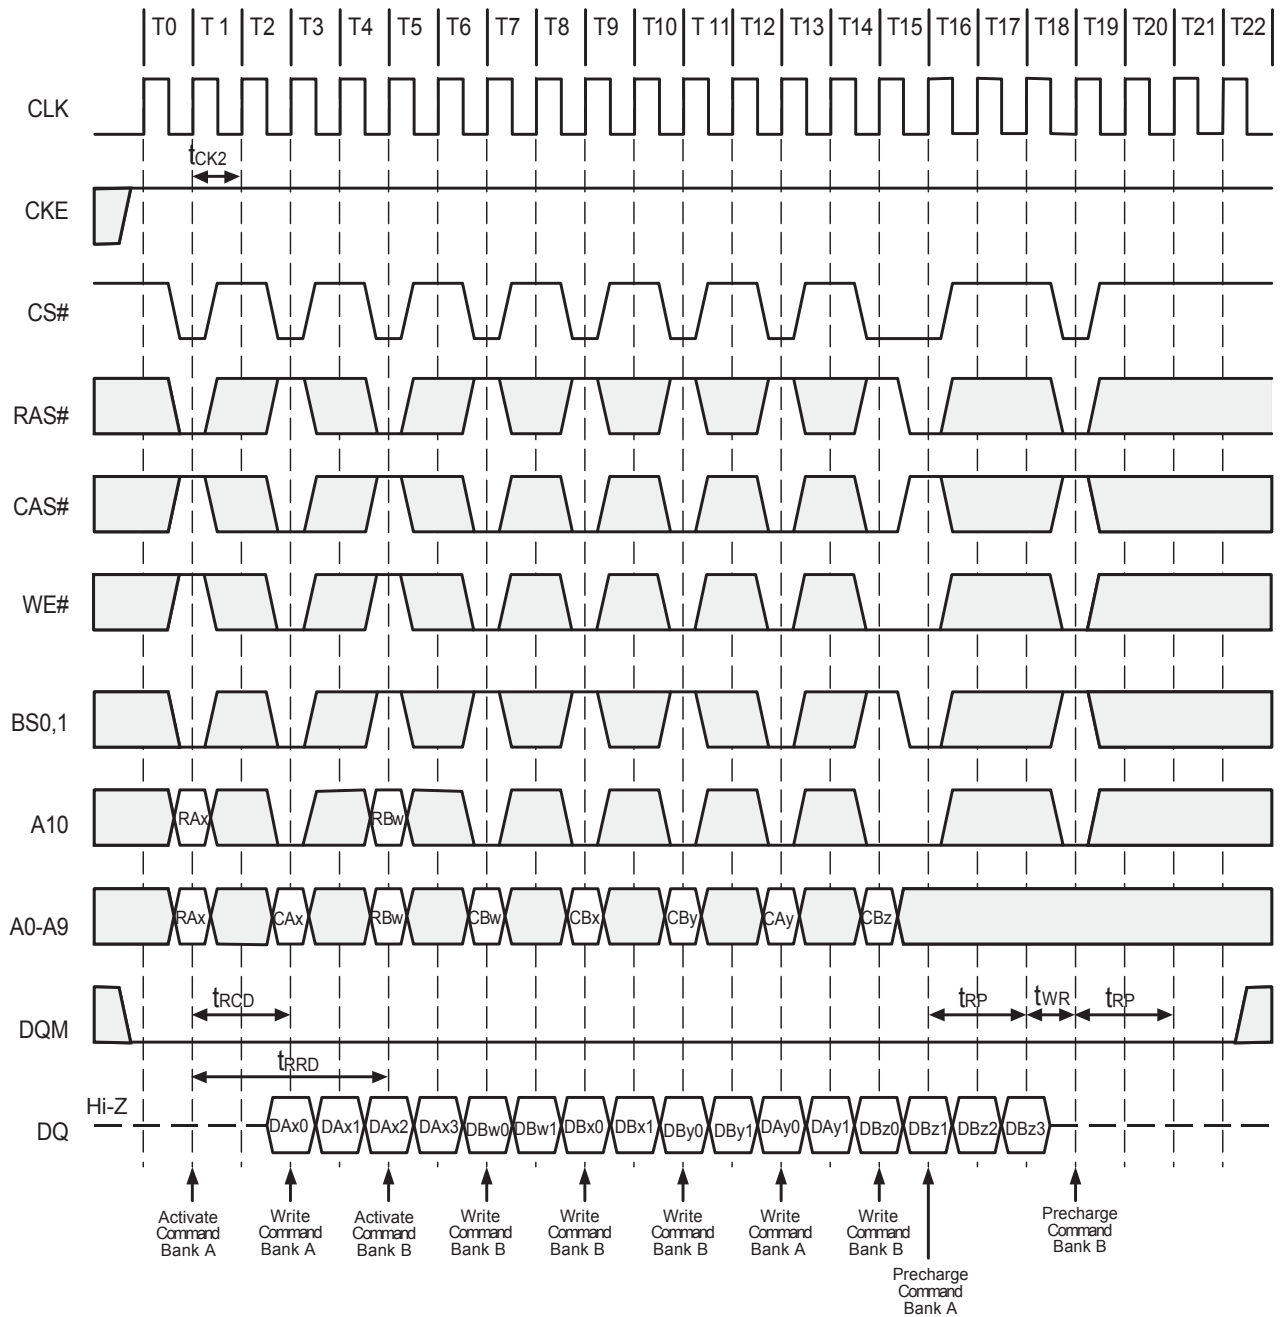 T0 T 1 T2 T3 T4 T5 T6 T7 T8 T9 T10 T 11 T12 T13 T14 T15 T16 T17 T18 T19 T20 T21 T22
CLK
tCK2
CKE
CS#
RAS#
CAS#
WE#
BS0,1
A10
RAx RBw
A0-A9
RAx CAx RBw CBw CBx CBy CAy CBz
tRCD tRP tWR tRP
DQM
tRRD
Hi-Z
DQ
DAx0 DAx1 DAx2 DAx3 DBw0 DBw1 DBx0 DBx1 DBy0 DBy1 DAy0 DAy1 DBz0 DBz1 DBz2 DBz3
Activate
Command
Bank A
Write
Command
Bank A
Activate
Command
Bank B
Write
Command
Bank B
Write
Command
Bank B
Write
Command
Bank B
Write
Command
Bank A
Write
Command
Bank B
Precharge
Command
Bank A
Precharge
Command
Bank B